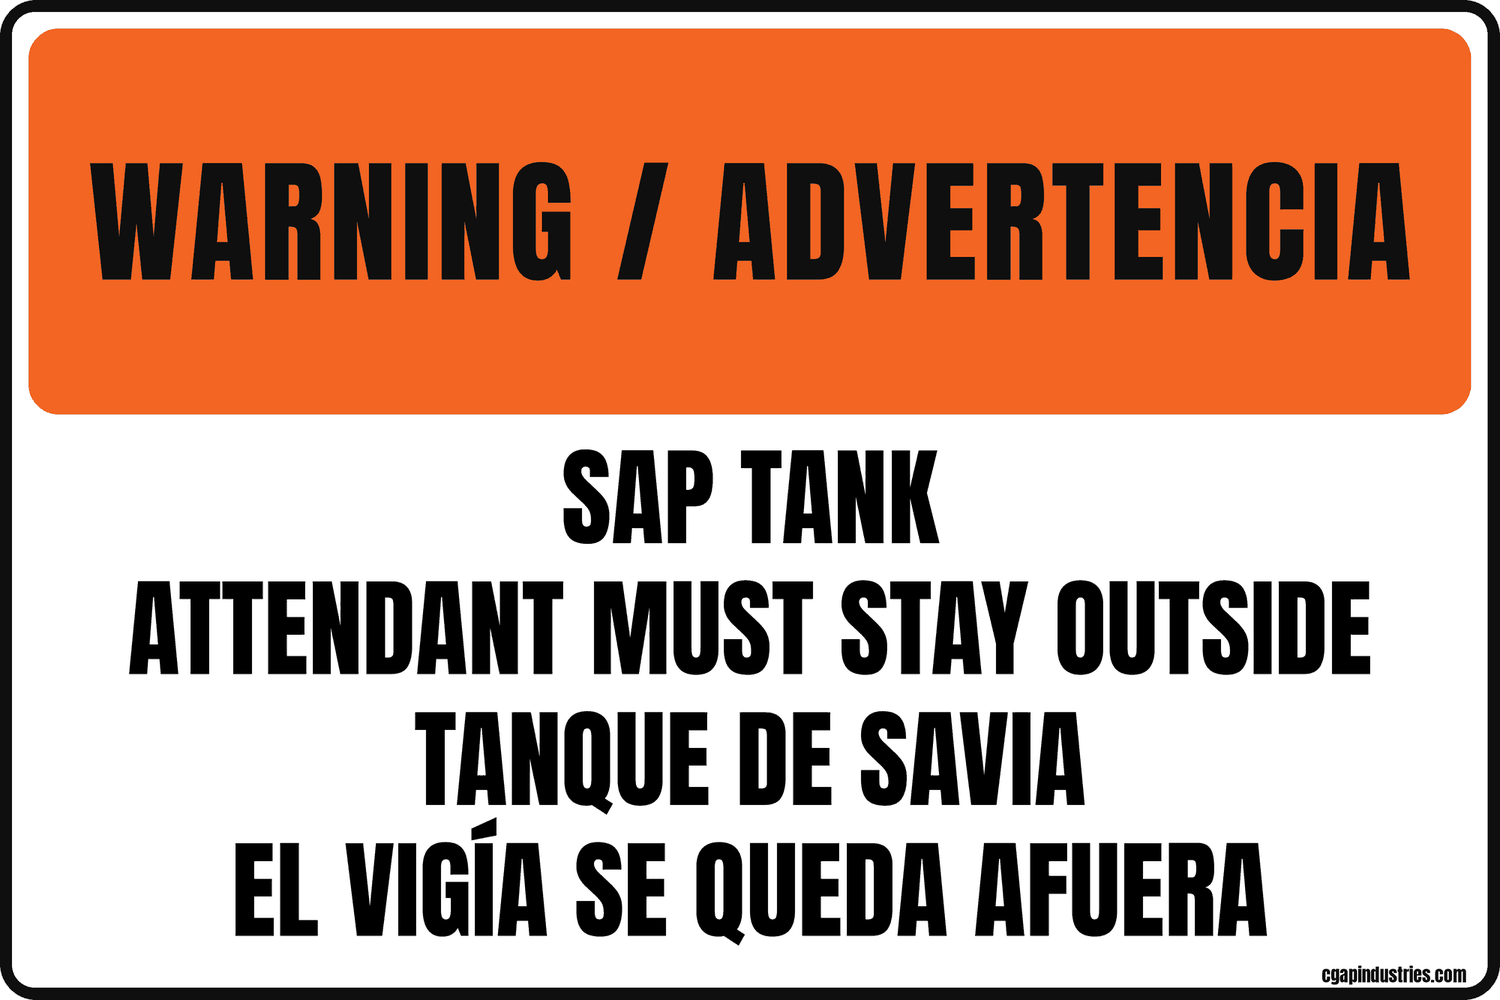 WARNING / ADVERTENCIA
SAP TANK
ATTENDANT MUST STAY OUTSIDE
TANQUE DE SAVIA
EL VIGÍA SE QUEDA AFUERA
cgapindustries.com